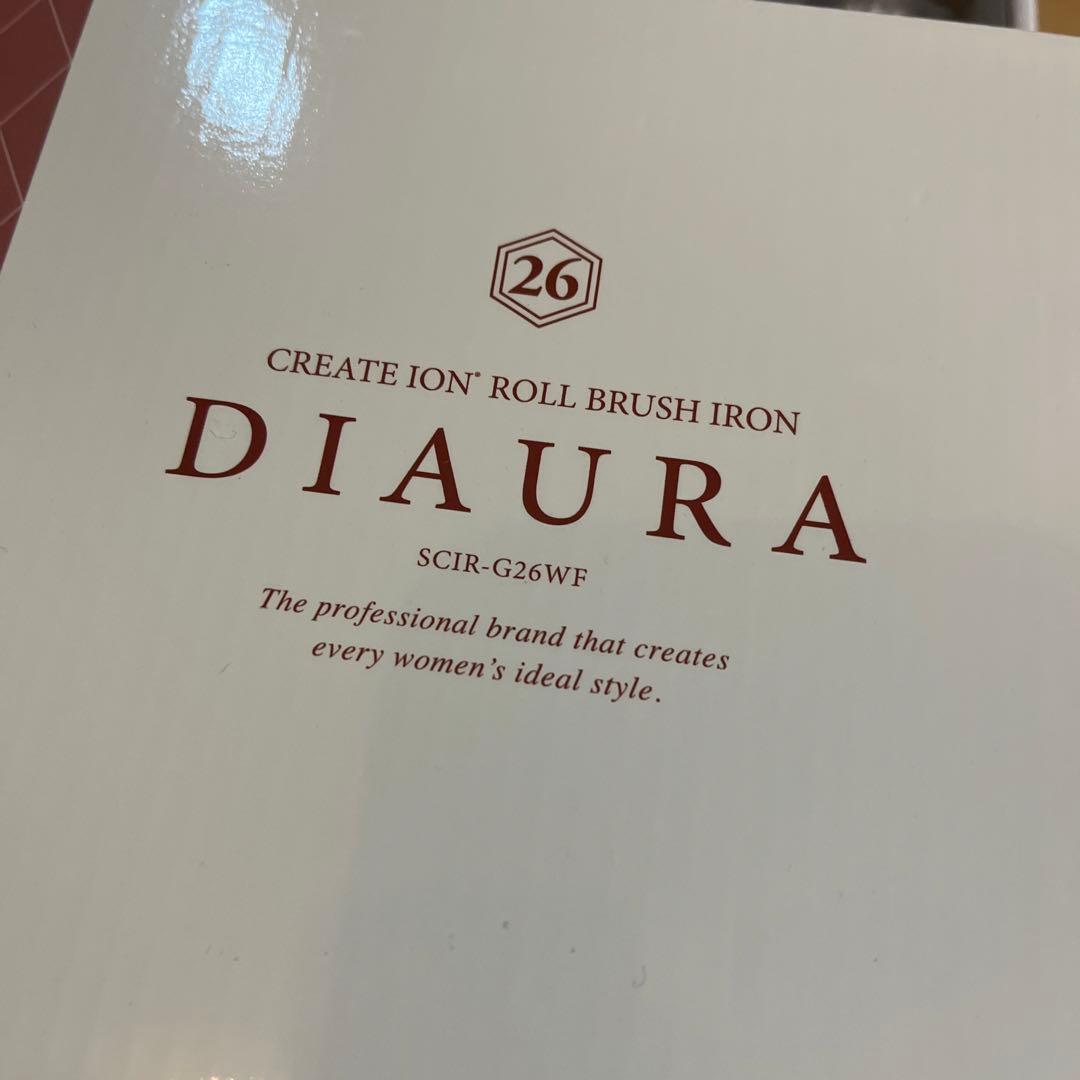 26
CREATE ION® ROLL BRUSH IRON
DIAURA
SCIR-G26WF
The professional brand that creates
every women's ideal style.